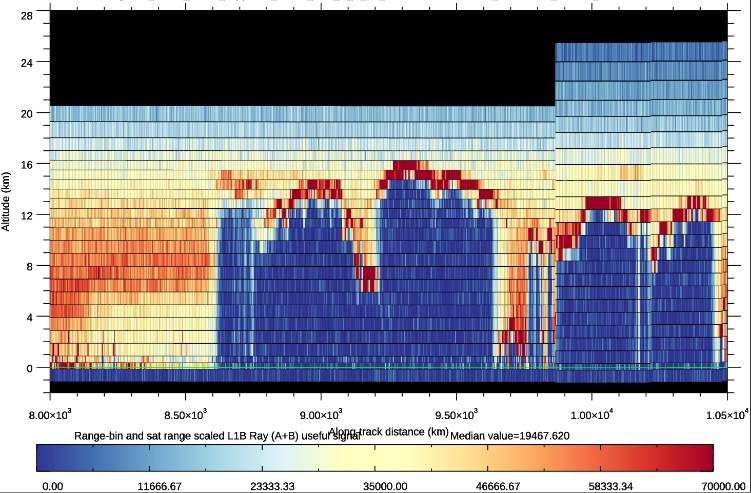 28
24
20
16
12
8
4
0
Altitude (km)
8.00×10³ 8.50×10³ 9.00×10³ 9.50×10³ 1.00×10⁴ 1.05×10⁴
Along-track distance (km)
Range-bin and sat range scaled L1B Ray (A+B) useful signal Median value=19467.620
0.00 11666.67 23333.33 35000.00 46666.67 58333.34 70000.00